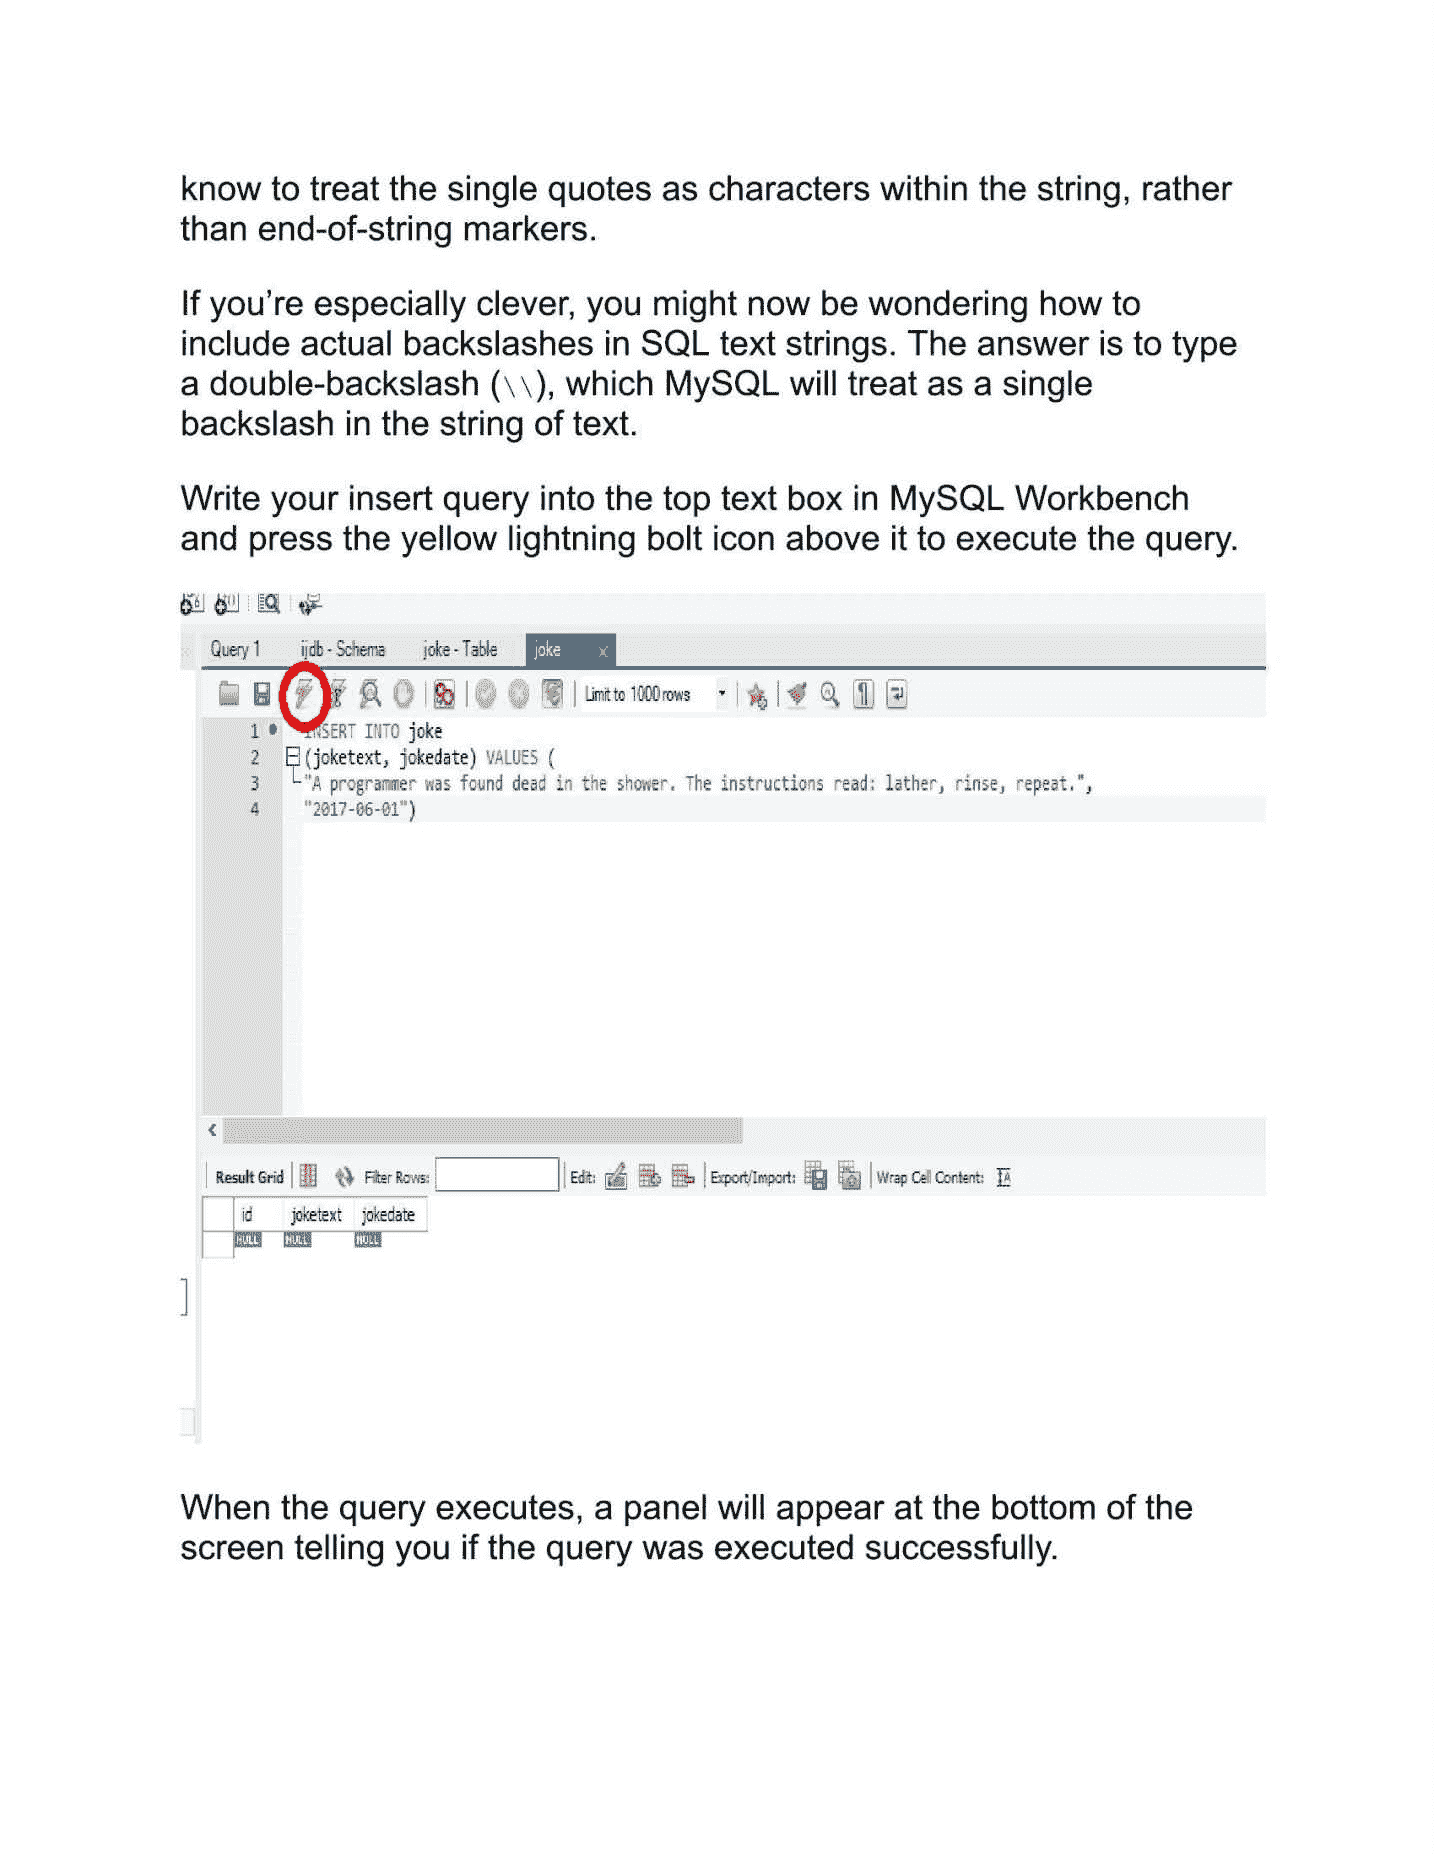 know to treat the single quotes as characters within the string, rather
than end-of-string markers.
If you’re especially clever, you might now be wondering how to
include actual backslashes in SQL text strings. The answer is to type
a double-backslash (\\), which MySQL will treat as a single
backslash in the string of text.
Write your insert query into the top text box in MySQL Workbench
and press the yellow lightning bolt icon above it to execute the query.
Query 1 ijdb - Schema joke - Table joke x
Limit to 1000 rows
1 INSERT INTO joke
2 (joketext, jokedate) VALUES (
3 "A programmer was found dead in the shower. The instructions read: lather, rinse, repeat.",
4 "2017-06-01")
Result Grid Filter Rows: Edit: Export/Import: Wrap Cell Content: IA
id joketext jokedate
NULL NULL NULL
When the query executes, a panel will appear at the bottom of the
screen telling you if the query was executed successfully.